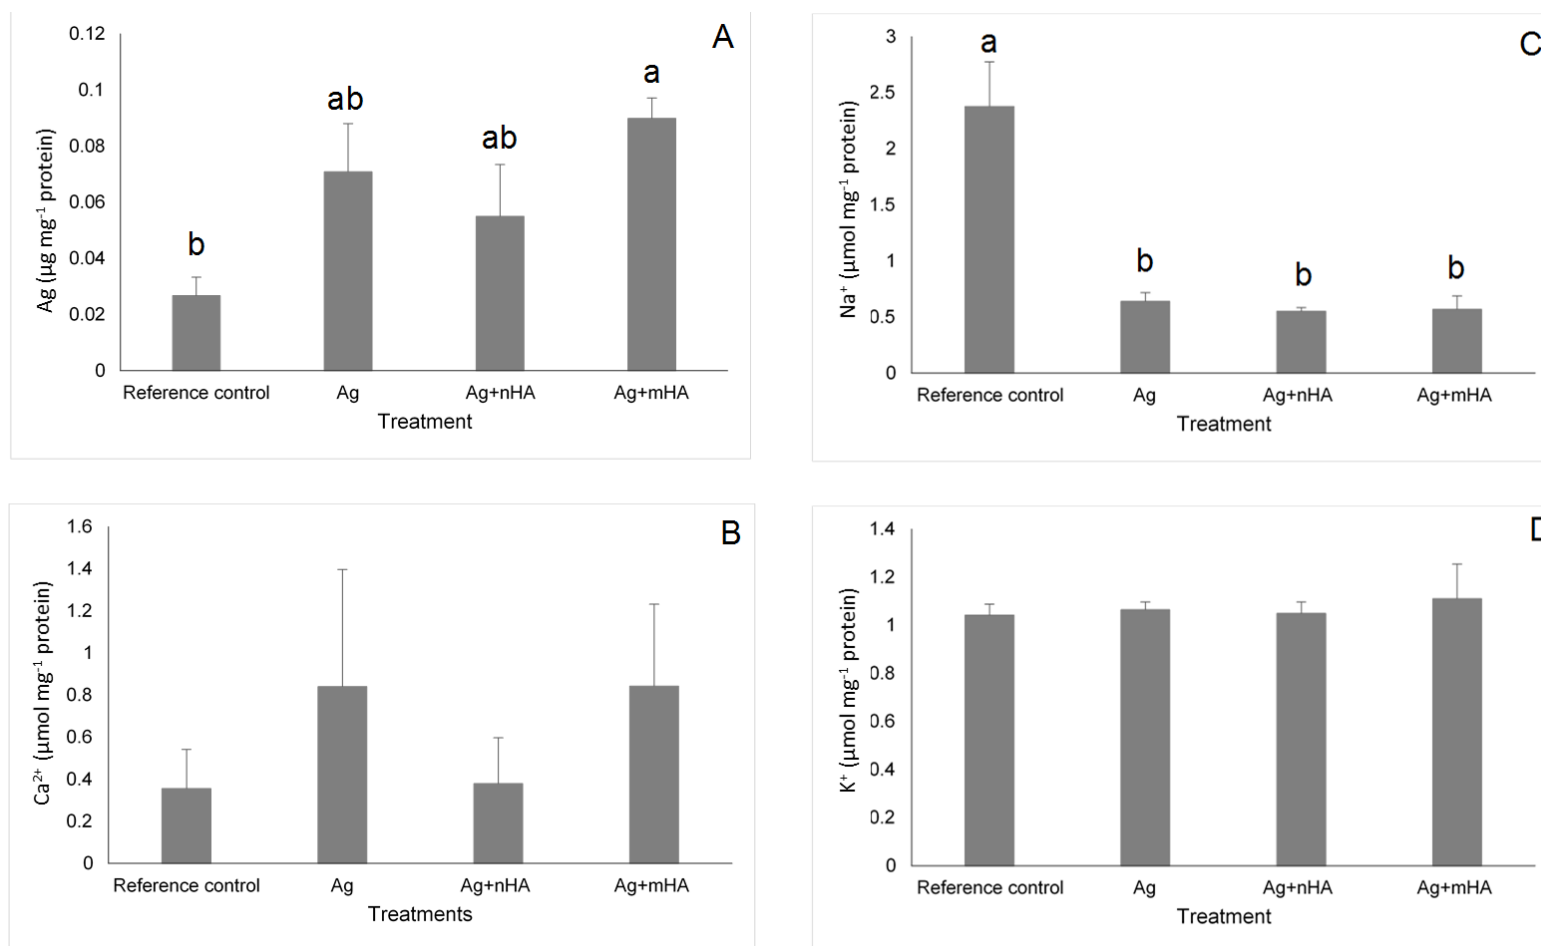 A
Ag (µg mg⁻¹ protein)
0.12
0.1
0.08
0.06
0.04
0.02
0
b
ab
ab
a
Reference control Ag Ag+nHA Ag+mHA
Treatment
C
Na⁺ (µmol mg⁻¹ protein)
3
2.5
2
1.5
1
0.5
0
a
b
b
b
Reference control Ag Ag+nHA Ag+mHA
Treatment
B
Ca²⁺ (µmol mg⁻¹ protein)
1.6
1.4
1.2
1
0.8
0.6
0.4
0.2
0
Reference control Ag Ag+nHA Ag+mHA
Treatments
D
K⁺ (µmol mg⁻¹ protein)
1.4
1.2
1
0.8
0.6
0.4
0.2
0
Reference control Ag Ag+nHA Ag+mHA
Treatment